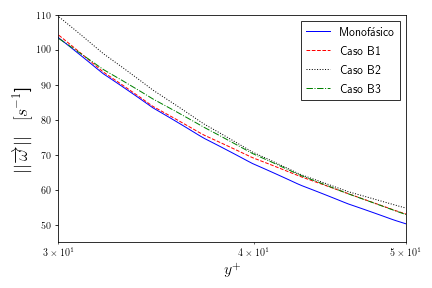 110
100
90
80
70
60
50
||ω⃗|| [s⁻¹]
Monofásico
Caso B1
Caso B2
Caso B3
3 × 10¹
4 × 10¹
5 × 10¹
y⁺